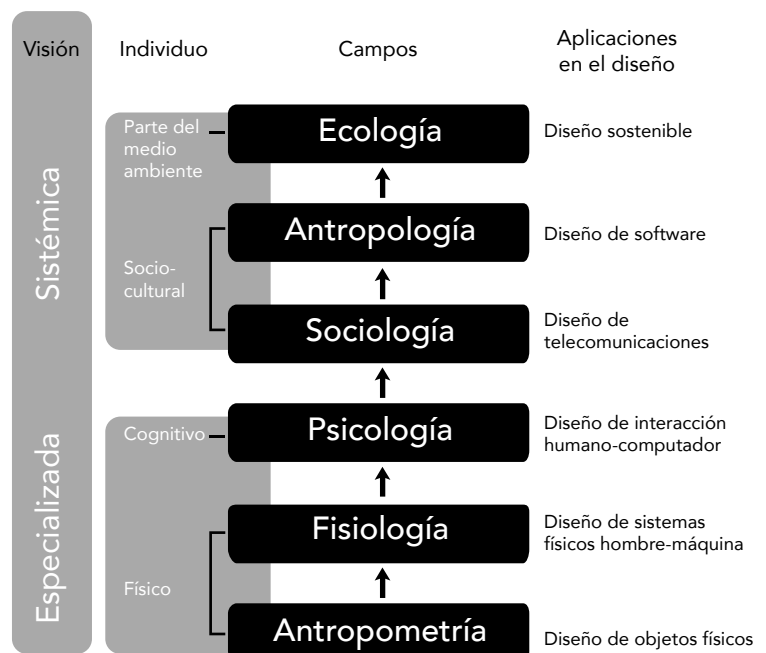 Visión
Individuo
Campos
Aplicaciones
en el diseño
Sistémica
Parte del
medio
ambiente
Ecología
Diseño sostenible
Antropología
Diseño de software
Socio-
cultural
Sociología
Diseño de
telecomunicaciones
Especializada
Cognitivo
Psicología
Diseño de interacción
humano-computador
Fisiología
Diseño de sistemas
físicos hombre-máquina
Físico
Antropometría
Diseño de objetos físicos